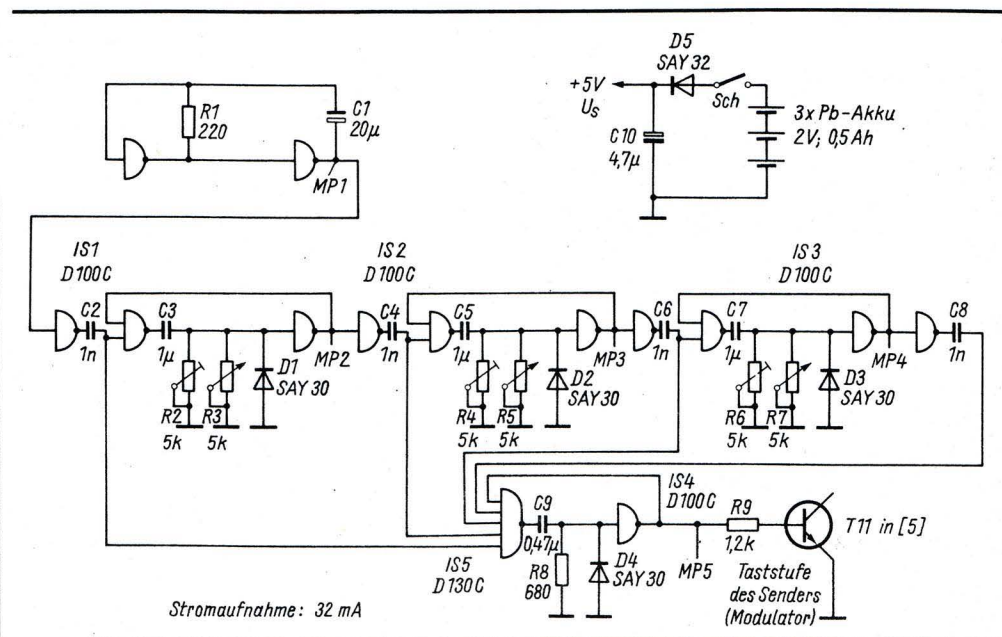 R1
220
C1
20µ
MP1
D5
SAY 32
+5V
Us
Sch
C10
4,7µ
3x Pb-Akku
2V; 0,5 Ah
IS1
D100C
C2
1n
C3
1µ
R2
5k
R3
5k
D1
SAY 30
MP2
IS2
D100C
C4
1n
C5
1µ
R4
5k
R5
5k
D2
SAY 30
MP3
IS3
D100C
C6
1n
C7
1µ
R6
5k
R7
5k
D3
SAY 30
MP4
C8
1n
IS5
D130C
C9
0,47µ
R8
680
D4
SAY 30
IS4
D100C
MP5
R9
1,2k
T11 in [5]
Taststufe
des Senders
(Modulator)
Stromaufnahme: 32 mA